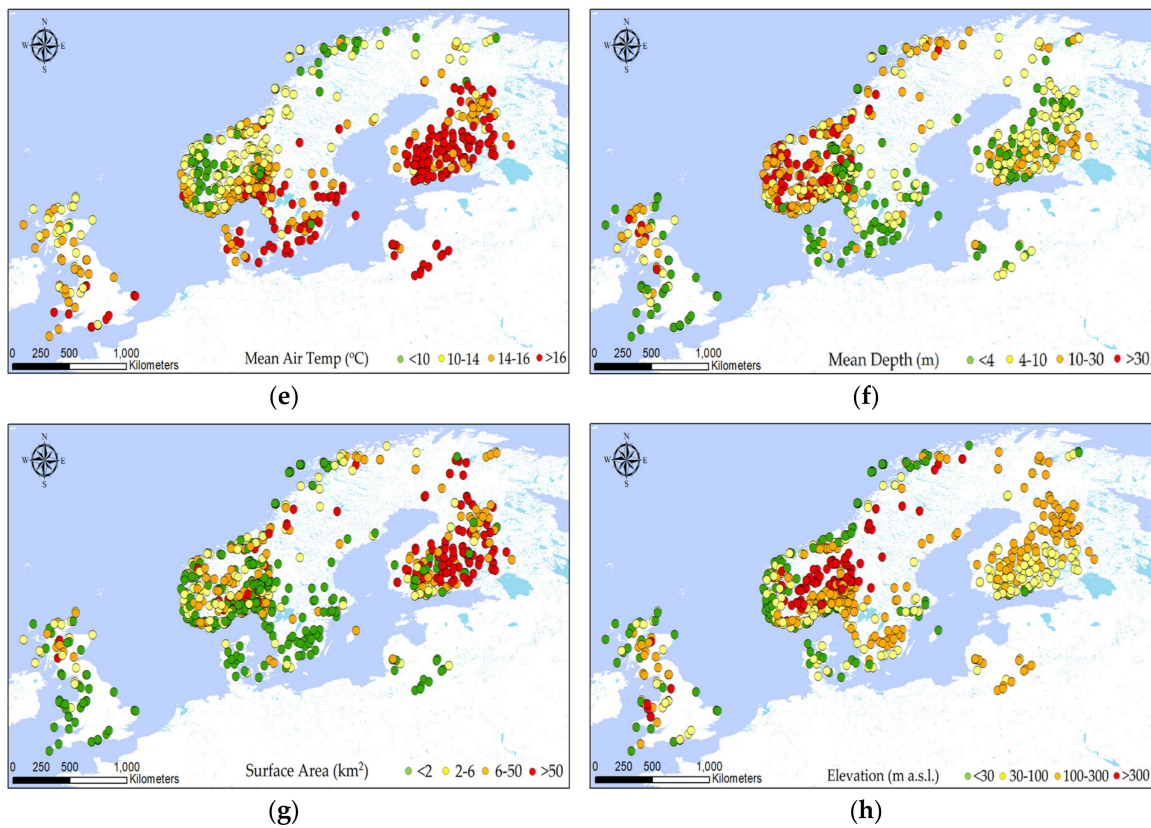 N
W E
S
0 250 500 1,000
Kilometers
Mean Air Temp (ºC) <10 10-14 14-16 >16
(e)
N
W E
S
0 250 500 1,000
Kilometers
Mean Depth (m) <4 4-10 10-30 >30
(f)
N
W E
S
0 250 500 1,000
Kilometers
Surface Area (km²) <2 2-6 6-50 >50
(g)
N
W E
S
0 250 500 1,000
Kilometers
Elevation (m a.s.l.) <30 30-100 100-300 >300
(h)